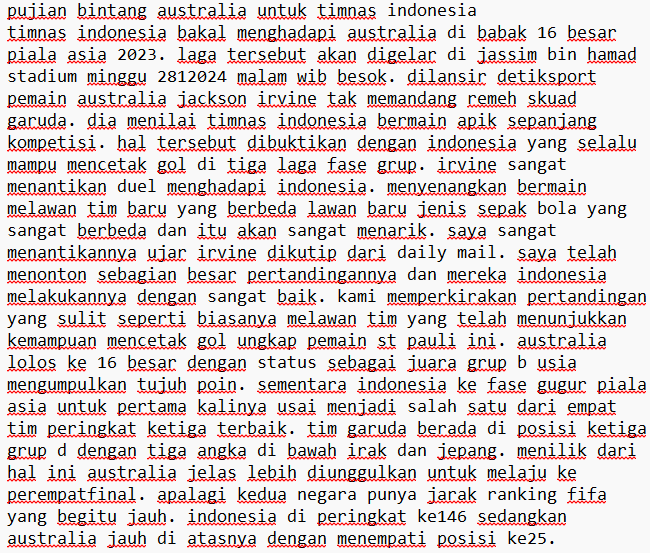 pujian bintang australia untuk timnas indonesia
timnas indonesia bakal menghadapi australia di babak 16 besar
piala asia 2023. laga tersebut akan digelar di jassim bin hamad
stadium minggu 2812024 malam wib besok. dilansir detiksport
pemain australia jackson irvine tak memandang remeh skuad
garuda. dia menilai timnas indonesia bermain apik sepanjang
kompetisi. hal tersebut dibuktikan dengan indonesia yang selalu
mampu mencetak gol di tiga laga fase grup. irvine sangat
menantikan duel menghadapi indonesia. menyenangkan bermain
melawan tim baru yang berbeda lawan baru jenis sepak bola yang
sangat berbeda dan itu akan sangat menarik. saya sangat
menantikannya ujar irvine dikutip dari daily mail. saya telah
menonton sebagian besar pertandingannya dan mereka indonesia
melakukannya dengan sangat baik. kami memperkirakan pertandingan
yang sulit seperti biasanya melawan tim yang telah menunjukkan
kemampuan mencetak gol ungkap pemain st pauli ini. australia
lolos ke 16 besar dengan status sebagai juara grup b usia
mengumpulkan tujuh poin. sementara indonesia ke fase gugur piala
asia untuk pertama kalinya usai menjadi salah satu dari empat
tim peringkat ketiga terbaik. tim garuda berada di posisi ketiga
grup d dengan tiga angka di bawah irak dan jepang. menilik dari
hal ini australia jelas lebih diunggulkan untuk melaju ke
perempatfinal. apalagi kedua negara punya jarak ranking fifa
yang begitu jauh. indonesia di peringkat ke146 sedangkan
australia jauh di atasnya dengan menempati posisi ke25.